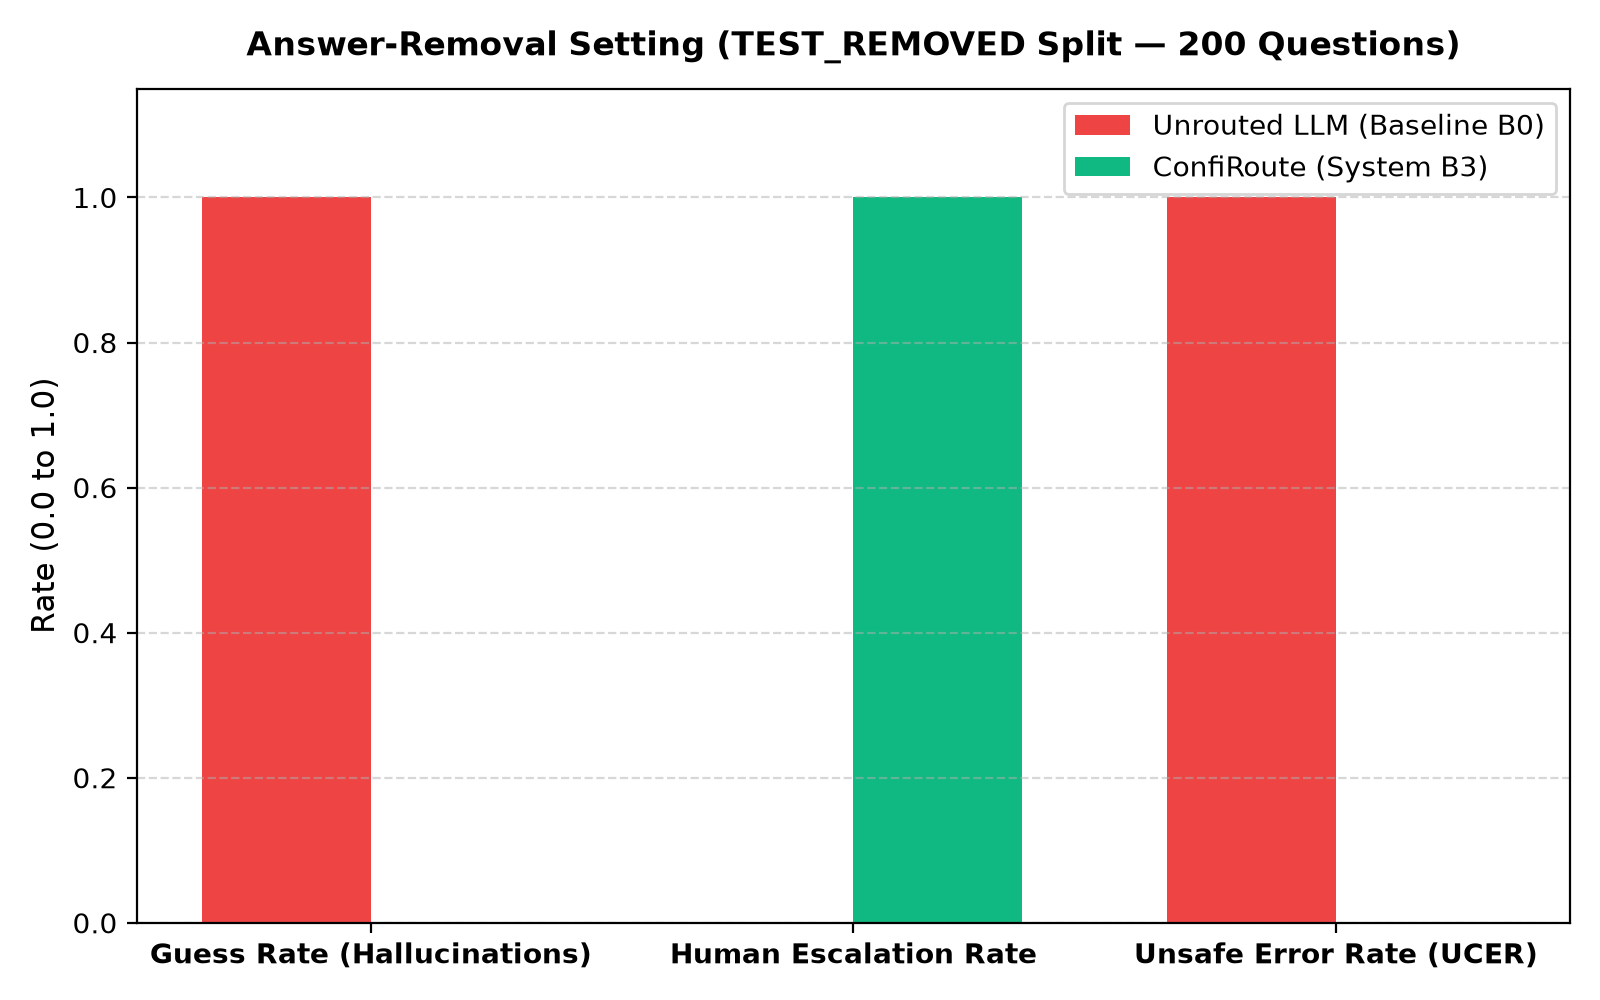 Answer-Removal Setting (TEST_REMOVED Split — 200 Questions)
Unrouted LLM (Baseline B0)
ConfiRoute (System B3)
Rate (0.0 to 1.0)
1.0
0.8
0.6
0.4
0.2
0.0
Guess Rate (Hallucinations)
Human Escalation Rate
Unsafe Error Rate (UCER)